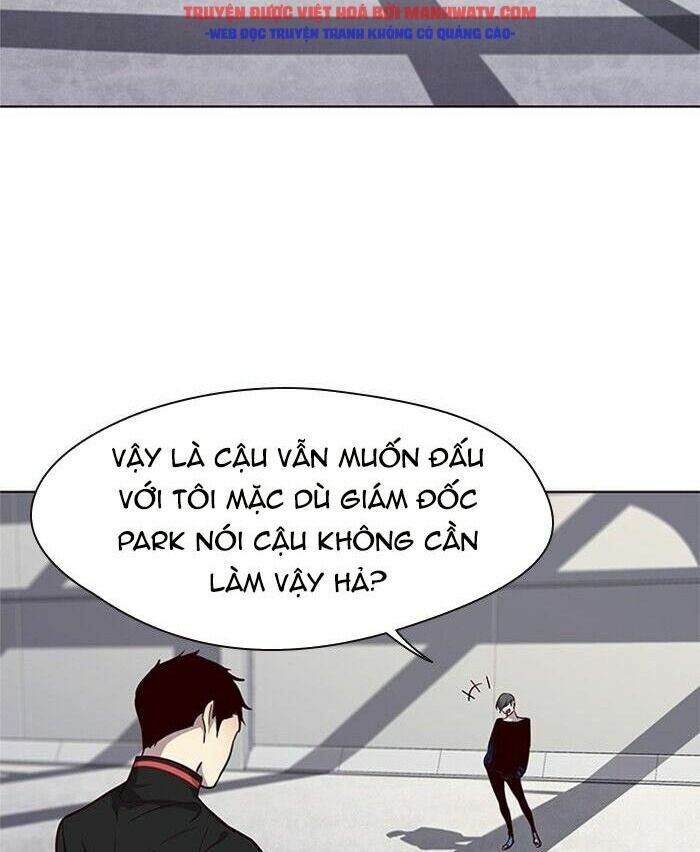 TRUYỆN ĐƯỢC VIỆT HOÁ BỞI MANHWATV.COM
-WEB ĐỌC TRUYỆN TRANH KHÔNG CÓ QUẢNG CÁO-
VẬY LÀ CẬU VẪN MUỐN ĐẤU
VỚI TÔI MẶC DÙ GIÁM ĐỐC
PARK NÓI CẬU KHÔNG CẦN
LÀM VẬY HẢ?